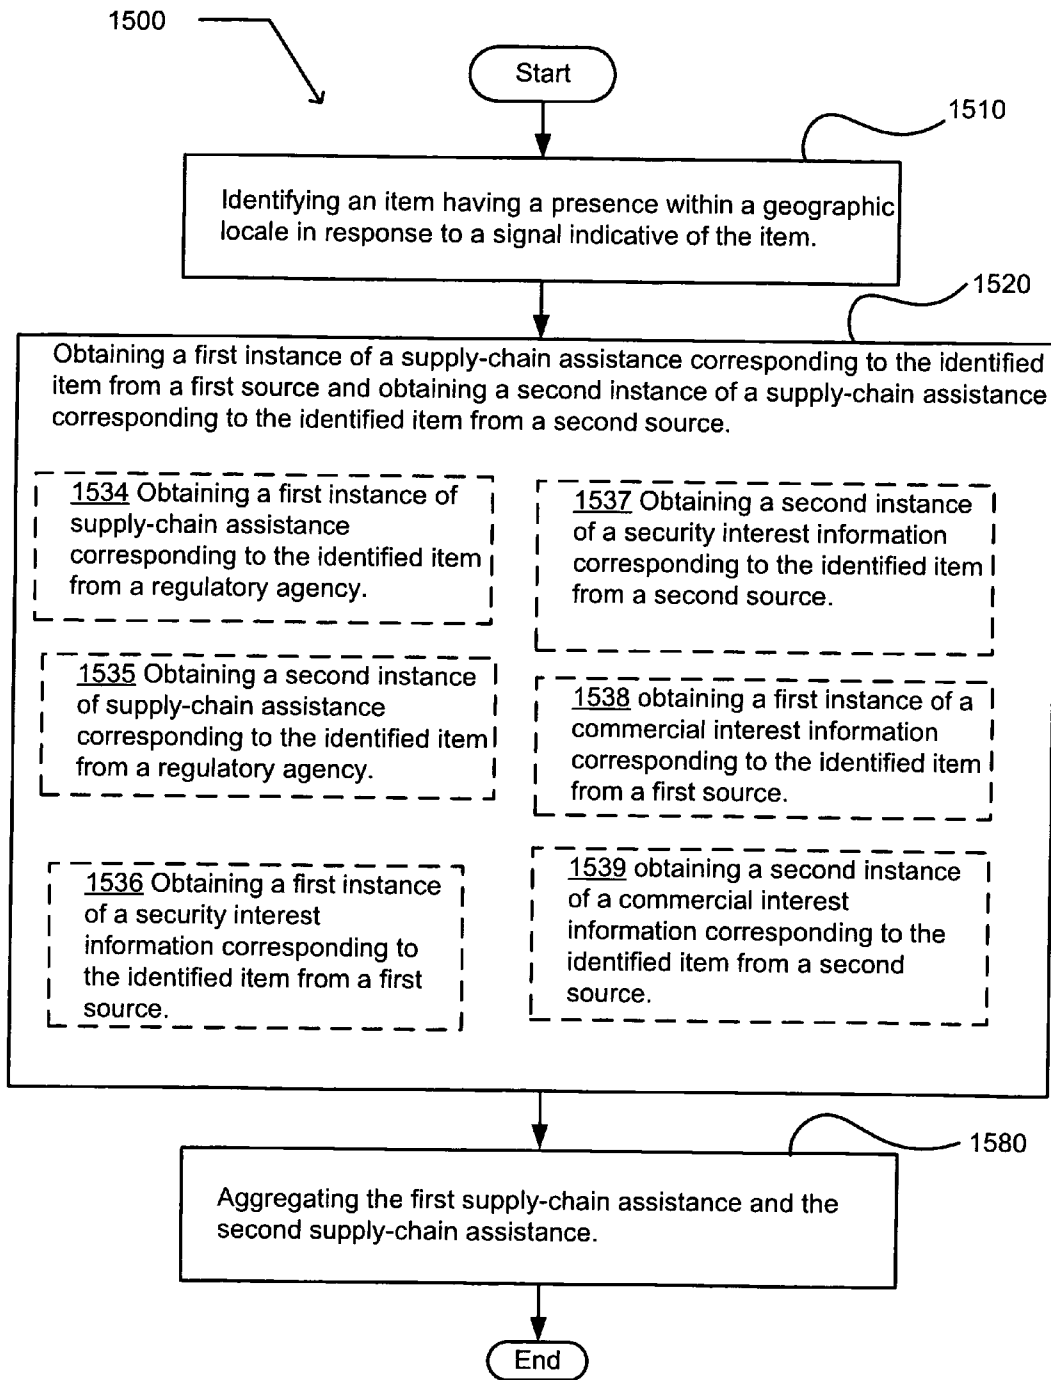 1500
Start
1510
Identifying an item having a presence within a geographic
locale in response to a signal indicative of the item.
1520
Obtaining a first instance of a supply-chain assistance corresponding to the identified
item from a first source and obtaining a second instance of a supply-chain assistance
corresponding to the identified item from a second source.
1534 Obtaining a first instance of
supply-chain assistance
corresponding to the identified item
from a regulatory agency.
1535 Obtaining a second instance
of supply-chain assistance
corresponding to the identified item
from a regulatory agency.
1536 Obtaining a first instance
of a security interest
information corresponding to
the identified item from a first
source.
1537 Obtaining a second instance
of a security interest information
corresponding to the identified item
from a second source.
1538 obtaining a first instance of a
commercial interest information
corresponding to the identified item
from a first source.
1539 obtaining a second instance
of a commercial interest
information corresponding to the
identified item from a second
source.
1580
Aggregating the first supply-chain assistance and the
second supply-chain assistance.
End